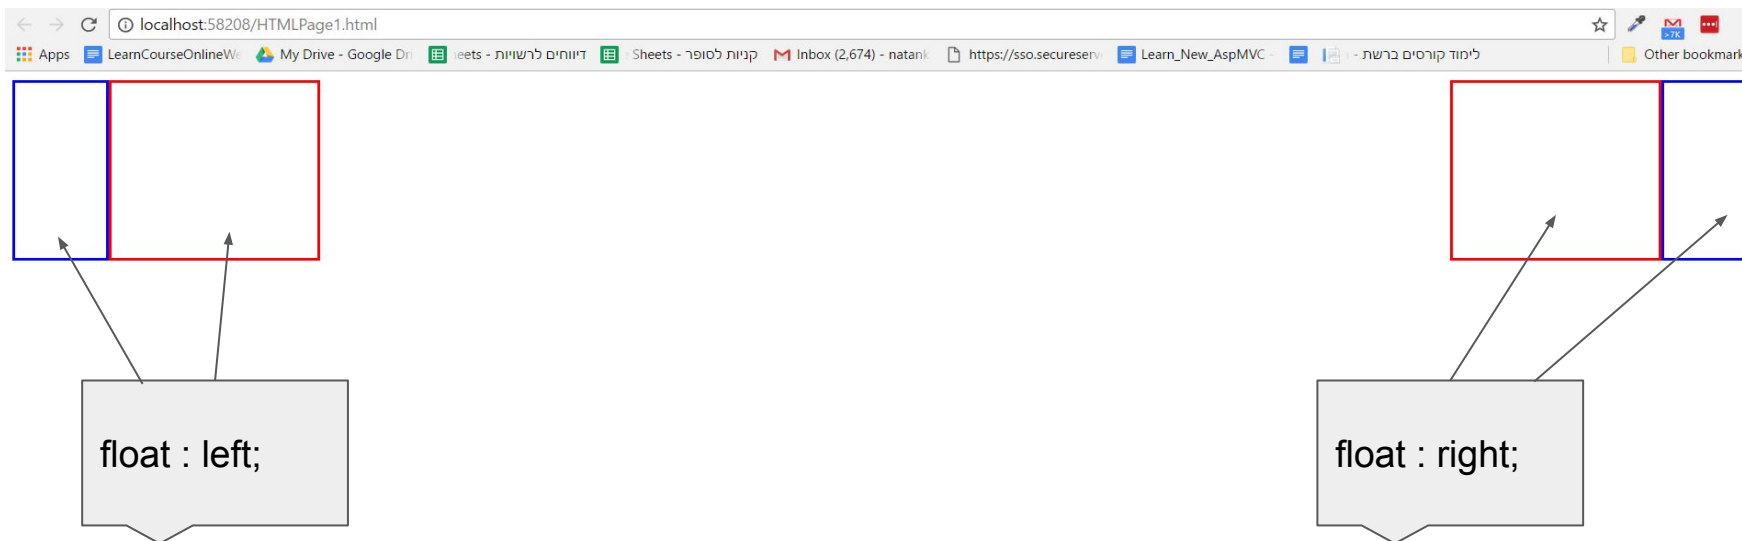 localhost:58208/HTMLPage1.html
>7K
Apps LearnCourseOnlineWe My Drive - Google Dri eets - דיווחים לרשויות Sheets - קניות לסופר Inbox (2,674) - natank https://sso.secureserv Learn_New_AspMVC - לימוד קורסים ברשת - Other bookmark
float : left;
float : right;